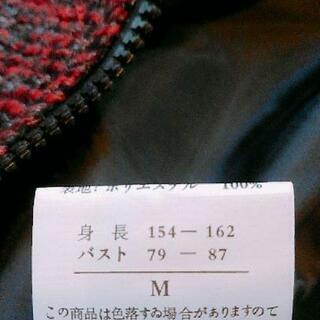 裏地：ポリエステル 100%
身長 154— 162
バスト 79 — 87
M
この商品は色落する場合がありますので